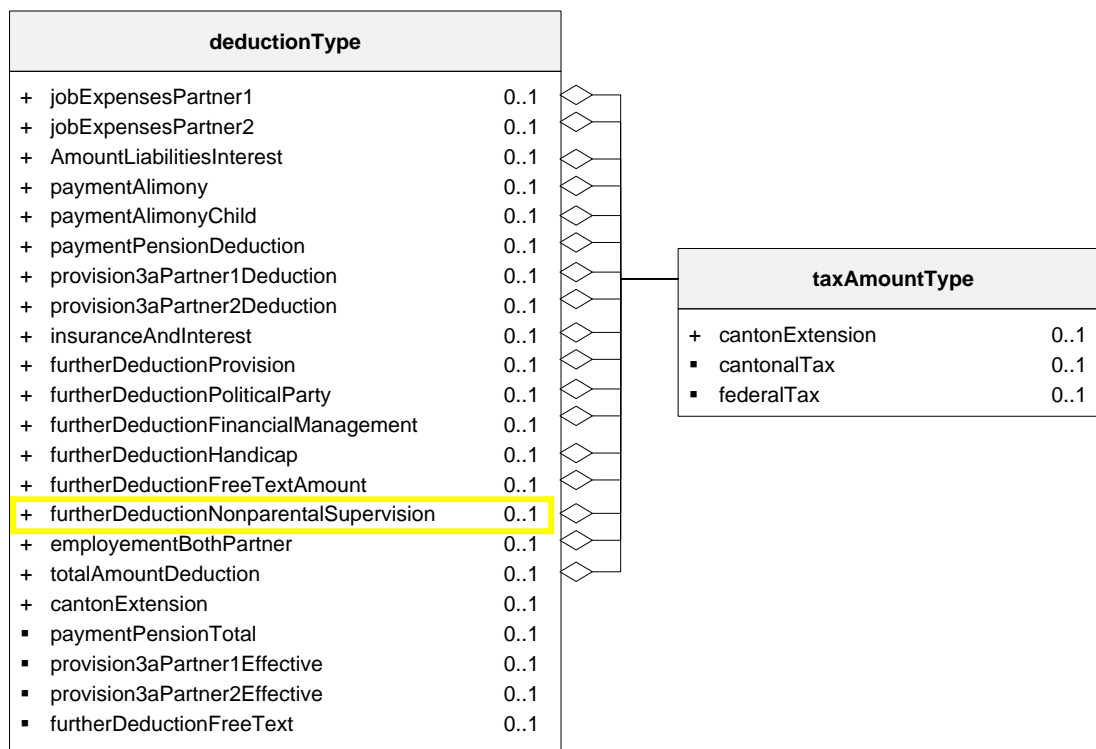 deductionType
+ jobExpensesPartner1 0..1
+ jobExpensesPartner2 0..1
+ AmountLiabilitiesInterest 0..1
+ paymentAlimony 0..1
+ paymentAlimonyChild 0..1
+ paymentPensionDeduction 0..1
+ provision3aPartner1Deduction 0..1
+ provision3aPartner2Deduction 0..1
+ insuranceAndInterest 0..1
+ furtherDeductionProvision 0..1
+ furtherDeductionPoliticalParty 0..1
+ furtherDeductionFinancialManagement 0..1
+ furtherDeductionHandicap 0..1
+ furtherDeductionFreeTextAmount 0..1
+ furtherDeductionNonparentalSupervision 0..1
+ employementBothPartner 0..1
+ totalAmountDeduction 0..1
+ cantonExtension 0..1
▪ paymentPensionTotal 0..1
▪ provision3aPartner1Effective 0..1
▪ provision3aPartner2Effective 0..1
▪ furtherDeductionFreeText 0..1
taxAmountType
+ cantonExtension 0..1
▪ cantonalTax 0..1
▪ federalTax 0..1